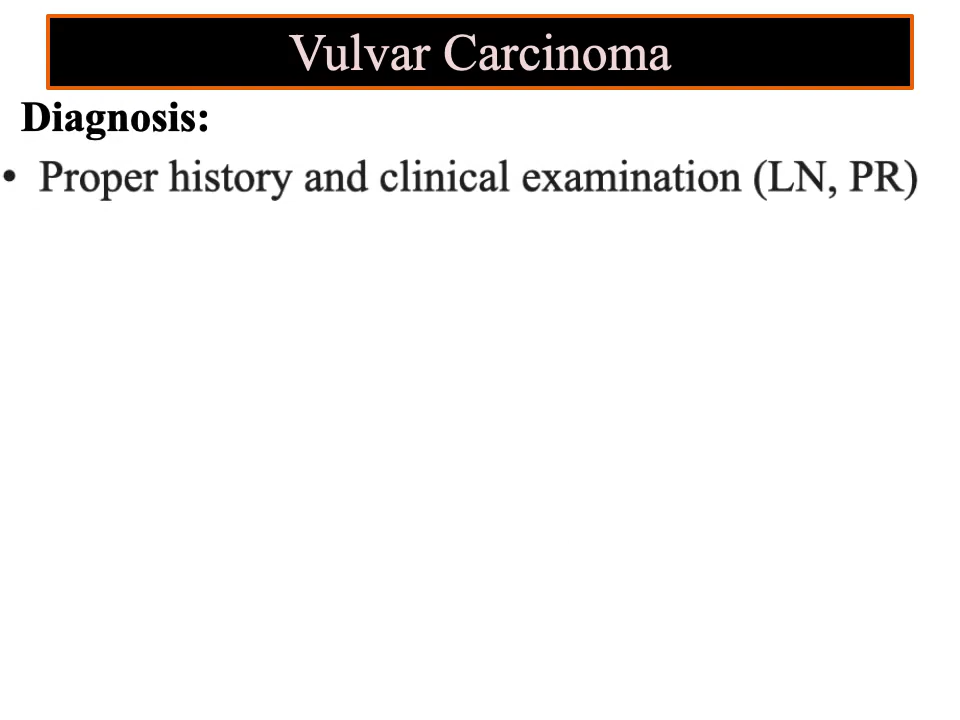 Vulvar Carcinoma
Diagnosis:
• Proper history and clinical examination (LN, PR)